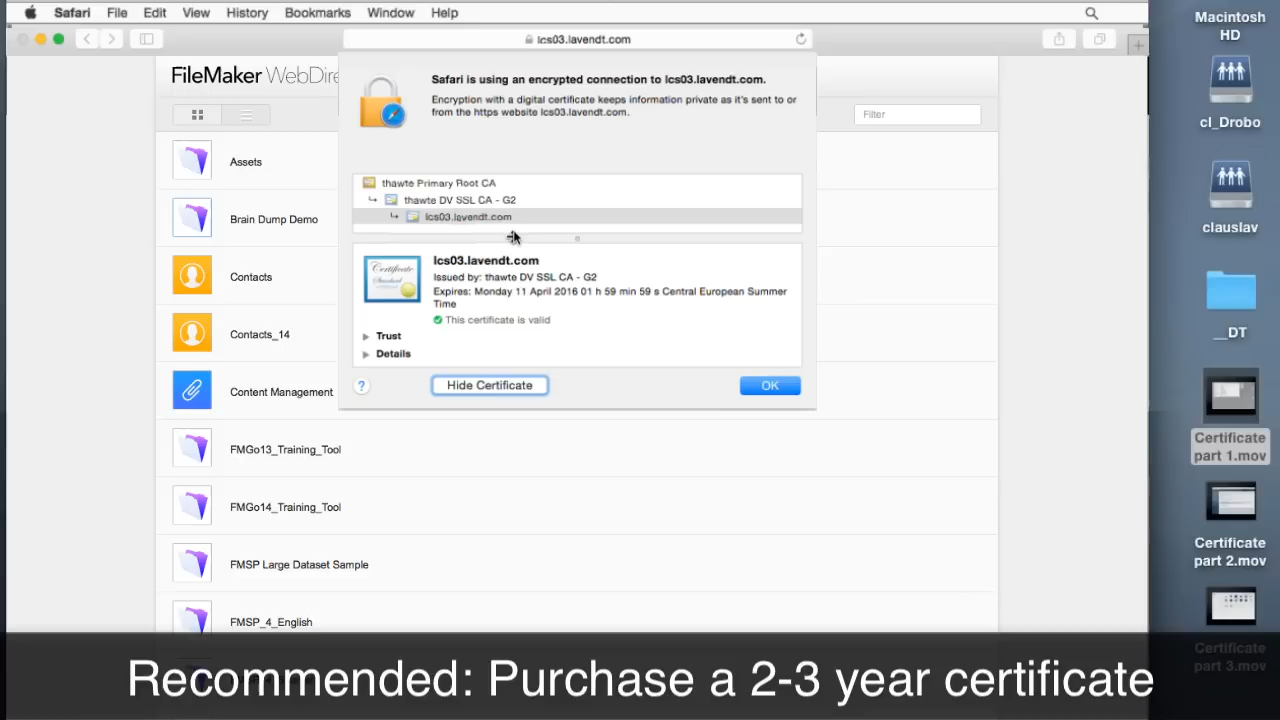 Safari File Edit View History Bookmarks Window Help
lcs03.lavendt.com
FileMaker WebDire
Filter
Safari is using an encrypted connection to lcs03.lavendt.com.
Encryption with a digital certificate keeps information private as it's sent to or
from the https website lcs03.lavendt.com.
thawte Primary Root CA
thawte DV SSL CA - G2
lcs03.lavendt.com
Certificate
Standard
lcs03.lavendt.com
Issued by: thawte DV SSL CA - G2
Expires: Monday 11 April 2016 01 h 59 min 59 s Central European Summer
Time
This certificate is valid
Trust
Details
?
Hide Certificate
OK
Assets
Brain Dump Demo
Contacts
Contacts_14
Content Management
FMGo13_Training_Tool
FMGo14_Training_Tool
FMSP Large Dataset Sample
FMSP_4_English
Macintosh
HD
cl_Drobo
clauslav
__DT
Certificate
part 1.mov
Certificate
part 2.mov
Certificate
part 3.mov
Recommended: Purchase a 2-3 year certificate